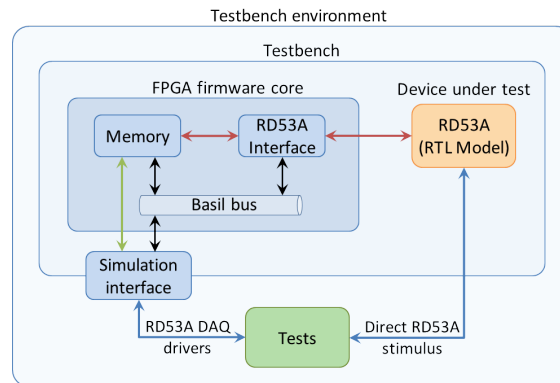 Testbench environment
Testbench
FPGA firmware core
Device under test
Memory
RD53A
Interface
RD53A
(RTL Model)
Basil bus
Simulation
interface
RD53A DAQ
drivers
Tests
Direct RD53A
stimulus